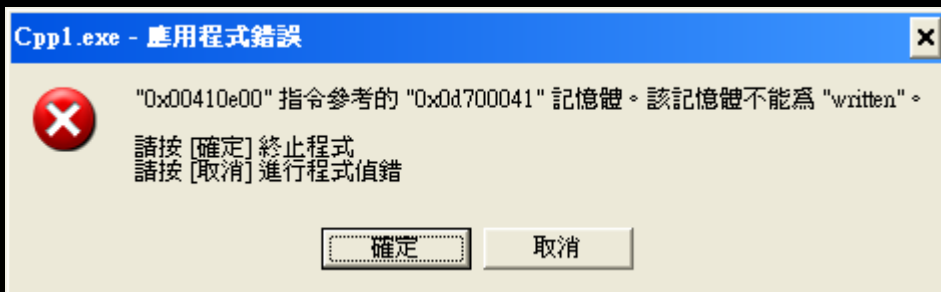 Cpp1.exe - 應用程式錯誤
"0x00410e00" 指令參考的 "0x0d700041" 記憶體。該記憶體不能為 "written"。
請按 [確定] 終止程式
請按 [取消] 進行程式偵錯
確定
取消